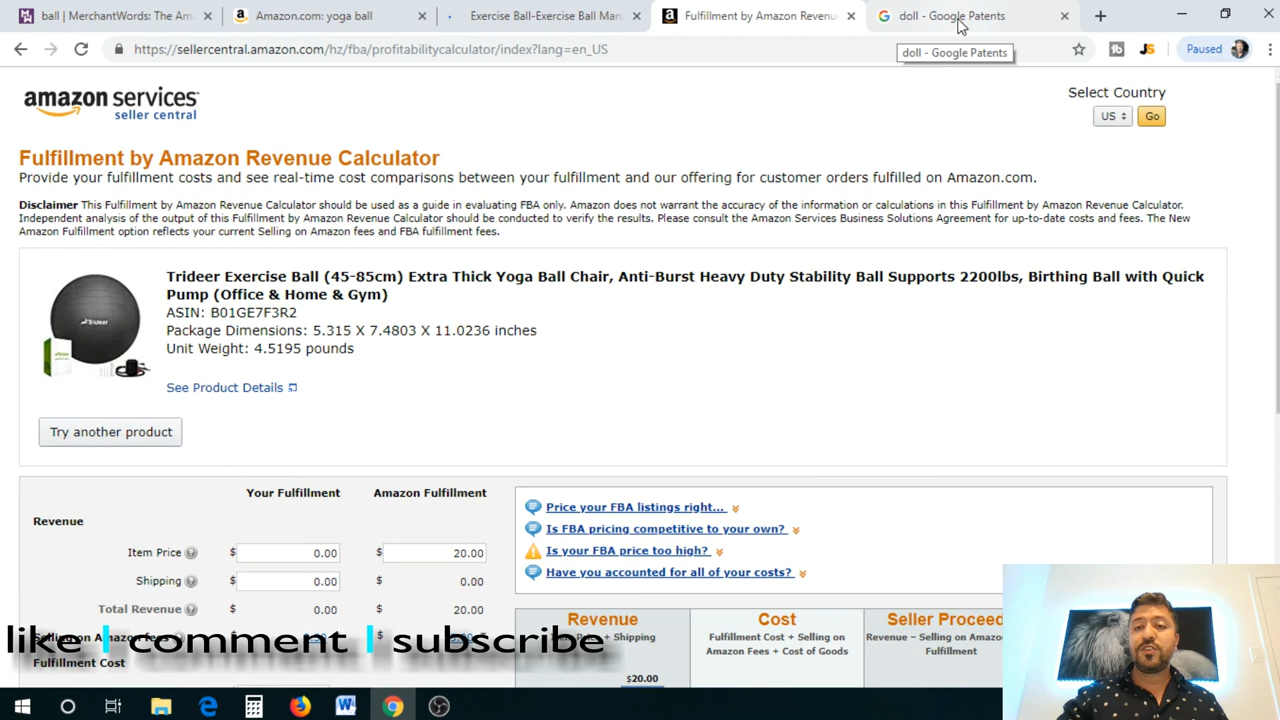 ball | MerchantWords: The Am
Amazon.com: yoga ball
Exercise Ball-Exercise Ball Man
Fulfillment by Amazon Revenu
doll - Google Patents
https://sellercentral.amazon.com/hz/fba/profitabilitycalculator/index?lang=en_US
doll - Google Patents
Paused
amazon services
seller central
Select Country
US
Go
Fulfillment by Amazon Revenue Calculator
Provide your fulfillment costs and see real-time cost comparisons between your fulfillment and our offering for customer orders fulfilled on Amazon.com.
Disclaimer This Fulfillment by Amazon Revenue Calculator should be used as a guide in evaluating FBA only. Amazon does not warrant the accuracy of the information or calculations in this Fulfillment by Amazon Revenue Calculator.
Independent analysis of the output of this Fulfillment by Amazon Revenue Calculator should be conducted to verify the results. Please consult the Amazon Services Business Solutions Agreement for up-to-date costs and fees. The New
Amazon Fulfillment option reflects your current Selling on Amazon fees and FBA fulfillment fees.
Trideer Exercise Ball (45-85cm) Extra Thick Yoga Ball Chair, Anti-Burst Heavy Duty Stability Ball Supports 2200lbs, Birthing Ball with Quick
Pump (Office & Home & Gym)
ASIN: B01GE7F3R2
Package Dimensions: 5.315 X 7.4803 X 11.0236 inches
Unit Weight: 4.5195 pounds
See Product Details
Trideer
Try another product
Your Fulfillment
Amazon Fulfillment
Revenue
Item Price $ 0.00 $ 20.00
Shipping $ 0.00 $ 0.00
Total Revenue $ 0.00 $ 20.00
Selling on Amazon fees
Fulfillment Cost
Price your FBA listings right...
Is FBA pricing competitive to your own?
Is your FBA price too high?
Have you accounted for all of your costs?
Revenue
Item Price + Shipping
$20.00
Cost
Fulfillment Cost + Selling on
Amazon Fees + Cost of Goods
Seller Proceed
Revenue – Selling on Amazo
Fulfillment
like | comment | subscribe